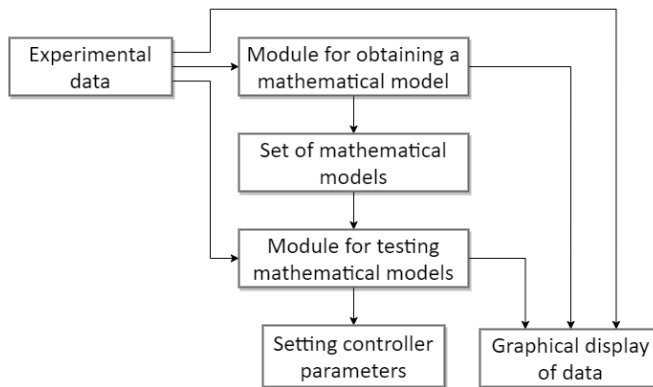 Experimental
data
Module for obtaining a
mathematical model
Set of mathematical
models
Module for testing
mathematical models
Setting controller
parameters
Graphical display
of data